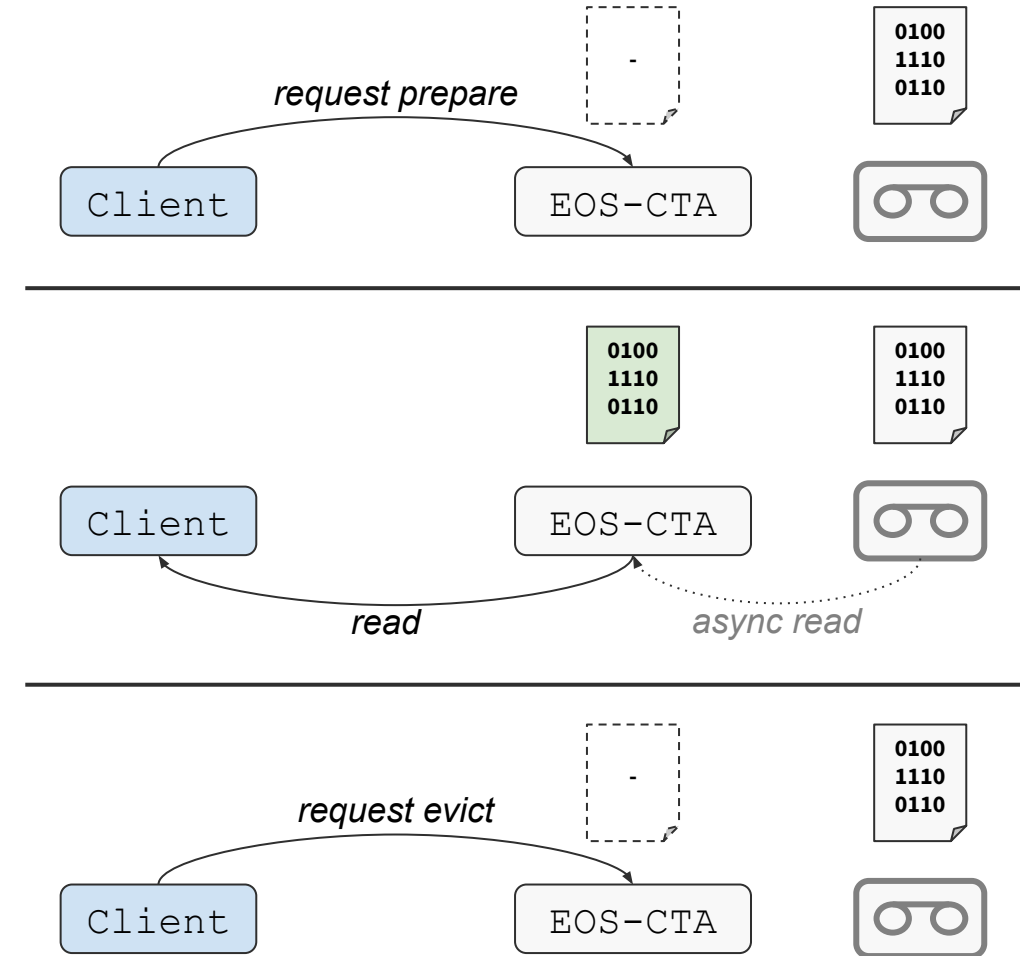 0100
1110
0110
-
request prepare
Client
EOS-CTA
0100
1110
0110
0100
1110
0110
Client
EOS-CTA
read
async read
0100
1110
0110
-
request evict
Client
EOS-CTA